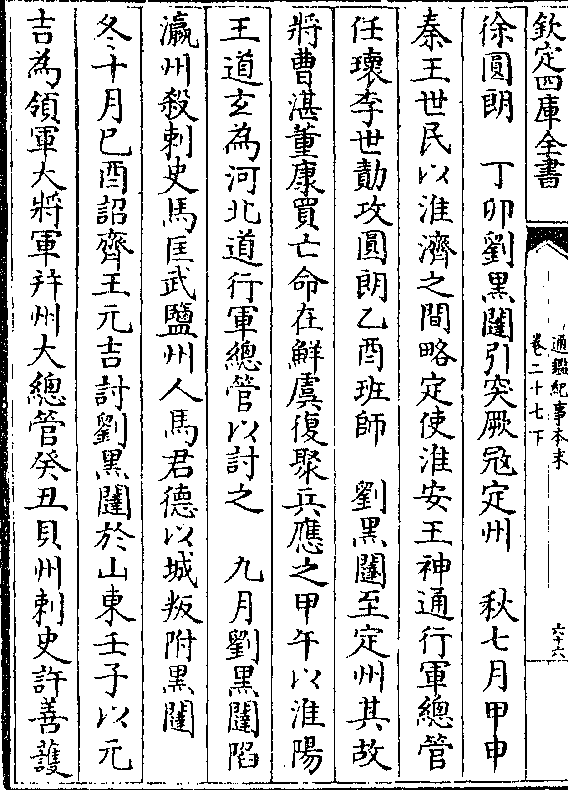 欽定四庫全書
通鑑紀事本末
卷二十七下
六十六
徐圓朗　丁卯劉黑闥引突厥冦定州　秋七月甲申
秦王世民以淮濟之間略定使淮安王神通行軍總管
任瓌李世勣攻圓朗乙酉班師　劉黑闥至定州其故
將曹湛董康買亡命在鮮虞復聚兵應之甲午以淮陽
王道玄為河北道行軍總管以討之　九月劉黑闥陷
瀛州殺刺史馬匡武鹽州人馬君德以城叛附黑闥
冬十月巳酉詔齊王元吉討劉黑闥於山東壬子以元
吉為領軍大將軍并州大總管癸丑貝州刺史許善護